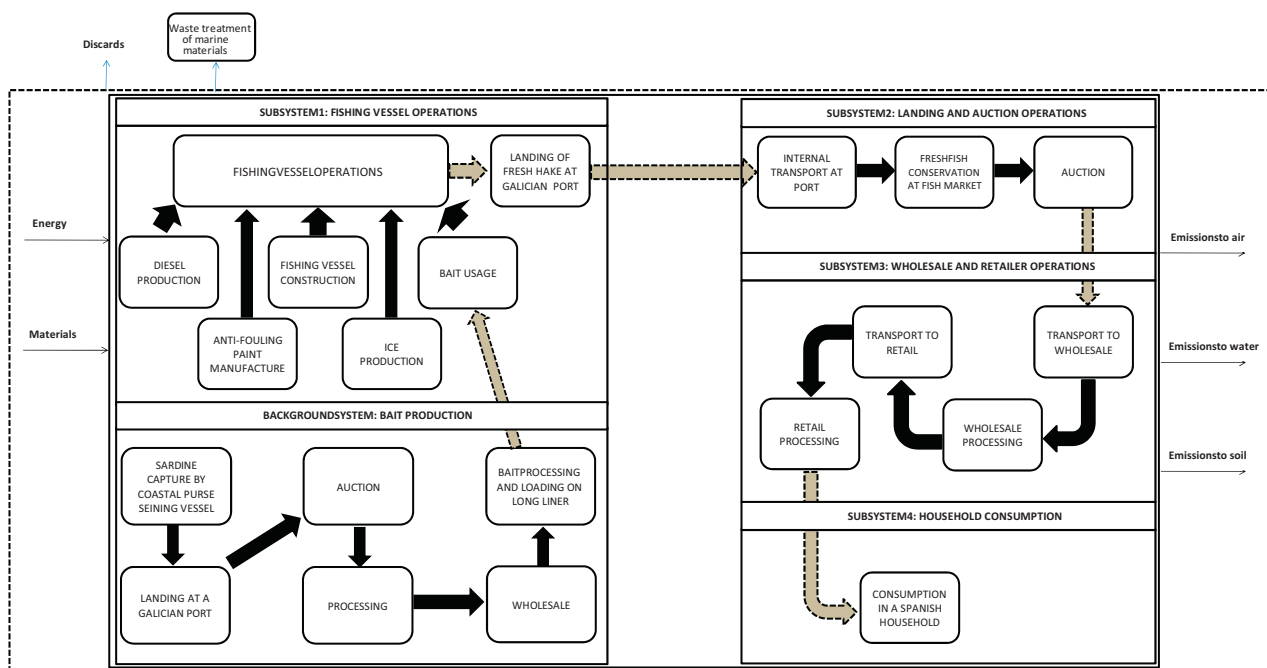 Waste treatment
of marine
materials
Discards
SUBSYSTEM1: FISHING VESSEL OPERATIONS
FISHINGVESSELOPERATIONS
LANDING OF
FRESH HAKE AT
GALICIAN PORT
DIESEL
PRODUCTION
FISHING VESSEL
CONSTRUCTION
BAIT USAGE
ANTI-FOULING
PAINT
MANUFACTURE
ICE
PRODUCTION
Energy
Materials
BACKGROUNDSYSTEM: BAIT PRODUCTION
SARDINE
CAPTURE BY
COASTAL PURSE
SEINING VESSEL
AUCTION
BAITPROCESSING
AND LOADING ON
LONG LINER
LANDING AT A
GALICIAN PORT
PROCESSING
WHOLESALE
SUBSYSTEM2: LANDING AND AUCTION OPERATIONS
INTERNAL
TRANSPORT AT
PORT
FRESHFISH
CONSERVATION
AT FISH MARKET
AUCTION
SUBSYSTEM3: WHOLESALE AND RETAILER OPERATIONS
TRANSPORT TO
RETAIL
TRANSPORT TO
WHOLESALE
RETAIL
PROCESSING
WHOLESALE
PROCESSING
SUBSYSTEM4: HOUSEHOLD CONSUMPTION
CONSUMPTION
IN A SPANISH
HOUSEHOLD
Emissionsto air
Emissionsto water
Emissionsto soil